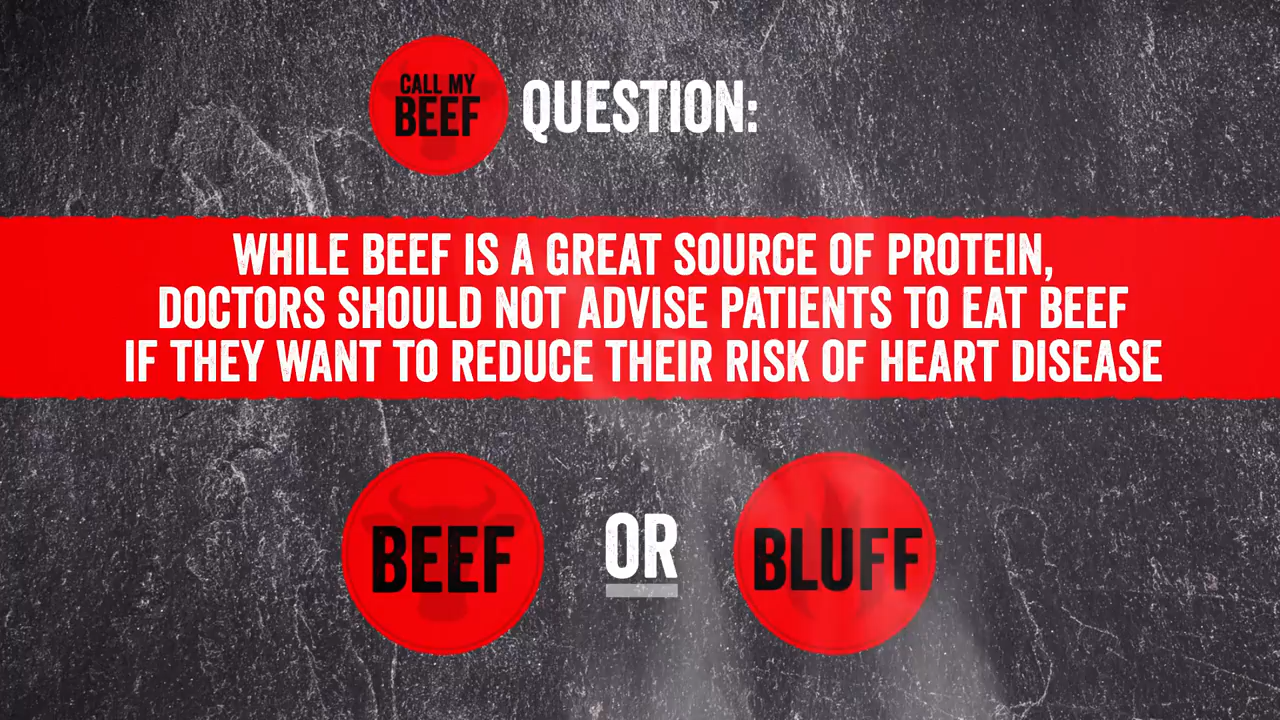 CALL MY
BEEF
QUESTION:
WHILE BEEF IS A GREAT SOURCE OF PROTEIN,
DOCTORS SHOULD NOT ADVISE PATIENTS TO EAT BEEF
IF THEY WANT TO REDUCE THEIR RISK OF HEART DISEASE
BEEF
OR
BLUFF